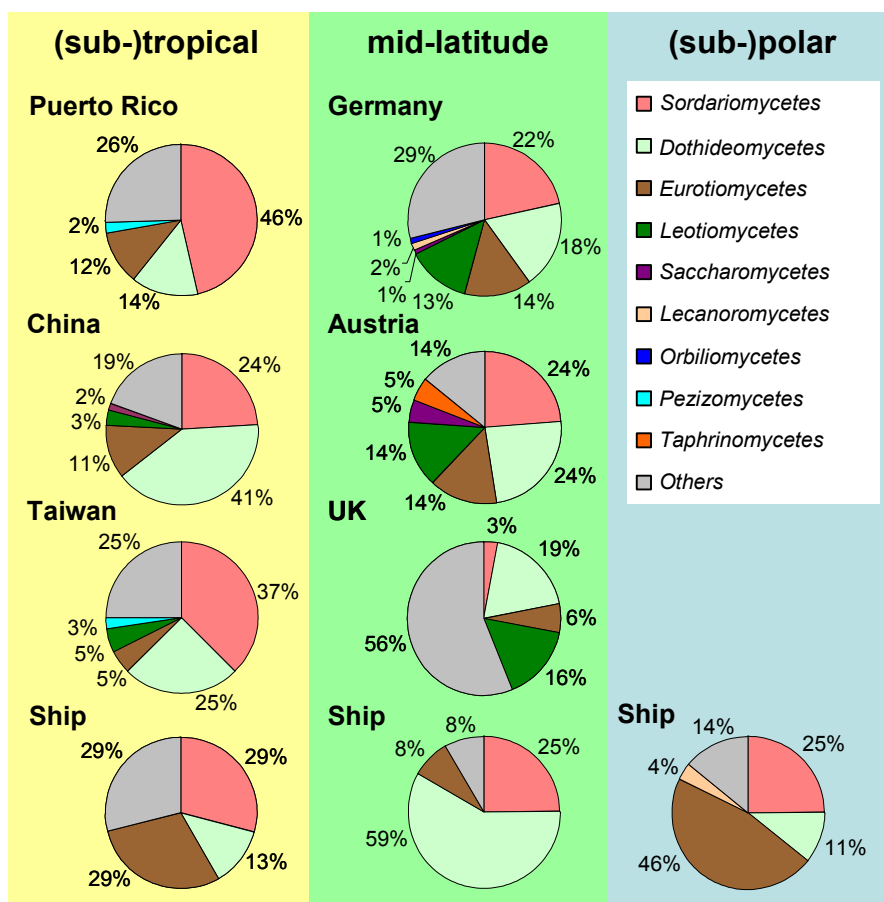 (sub-)tropical
mid-latitude
(sub-)polar
Puerto Rico
26%
46%
2%
12%
14%
China
19%
24%
2%
3%
11%
41%
Taiwan
25%
37%
3%
5%
5%
25%
Ship
29%
29%
29%
13%
Germany
29%
22%
1%
2%
1%
13%
14%
18%
Austria
14%
24%
5%
5%
14%
14%
24%
UK
3%
19%
6%
56%
16%
Ship
8%
8%
25%
59%
Sordariomycetes
Dothideomycetes
Eurotiomycetes
Leotiomycetes
Saccharomycetes
Lecanoromycetes
Orbiliomycetes
Pezizomycetes
Taphrinomycetes
Others
Ship
14%
25%
4%
46%
11%